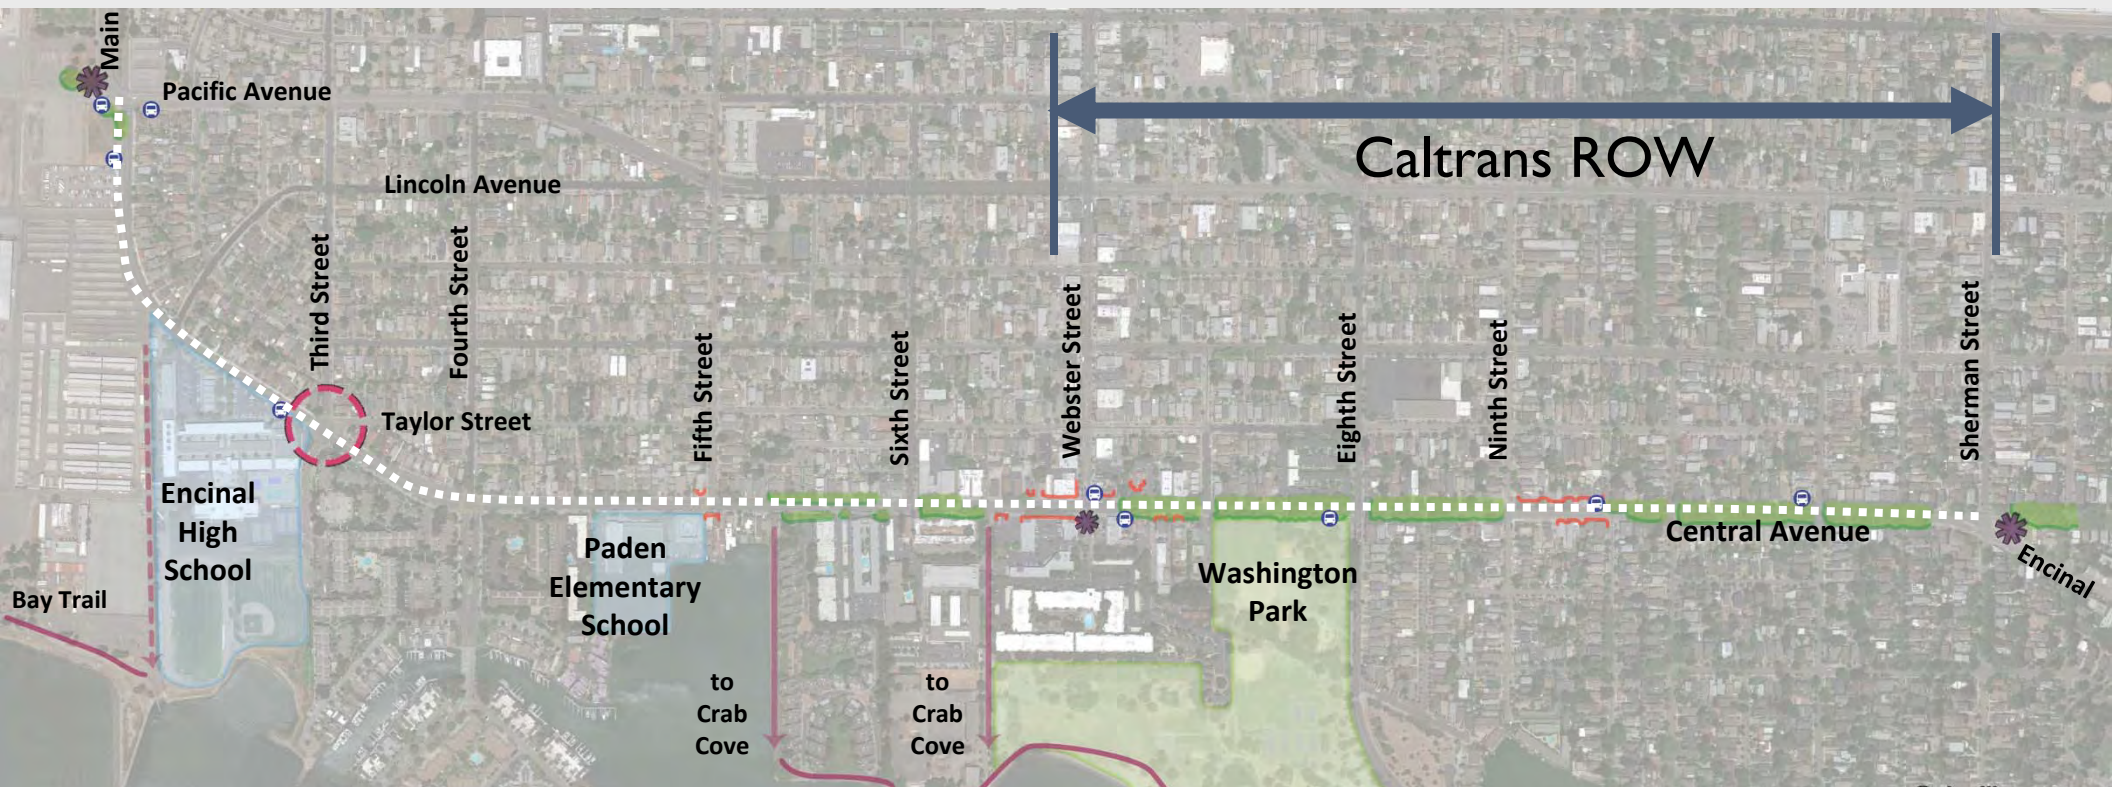 Main
Pacific Avenue
Caltrans ROW
Lincoln Avenue
Third Street
Fourth Street
Fifth Street
Sixth Street
Webster Street
Eighth Street
Ninth Street
Sherman Street
Taylor Street
Encinal
High
School
Paden
Elementary
School
Washington
Park
Central Avenue
Encinal
Bay Trail
to
Crab
Cove
to
Crab
Cove